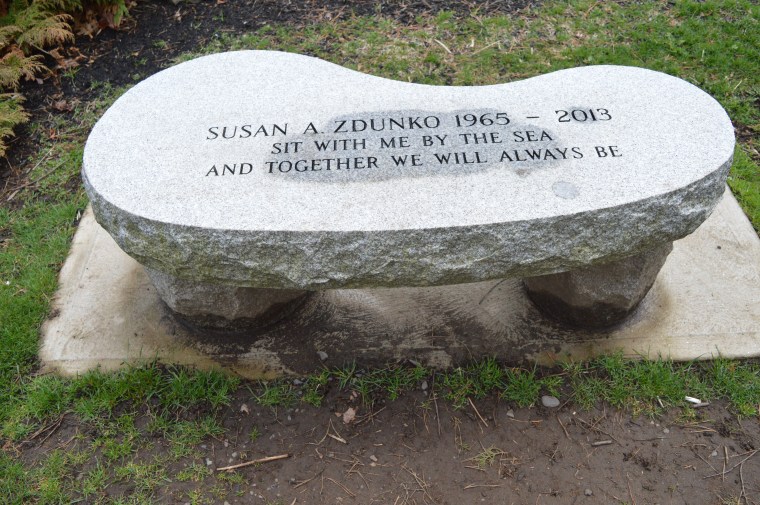 SUSAN A. ZDUNKO 1965 - 2013
SIT WITH ME BY THE SEA
AND TOGETHER WE WILL ALWAYS BE